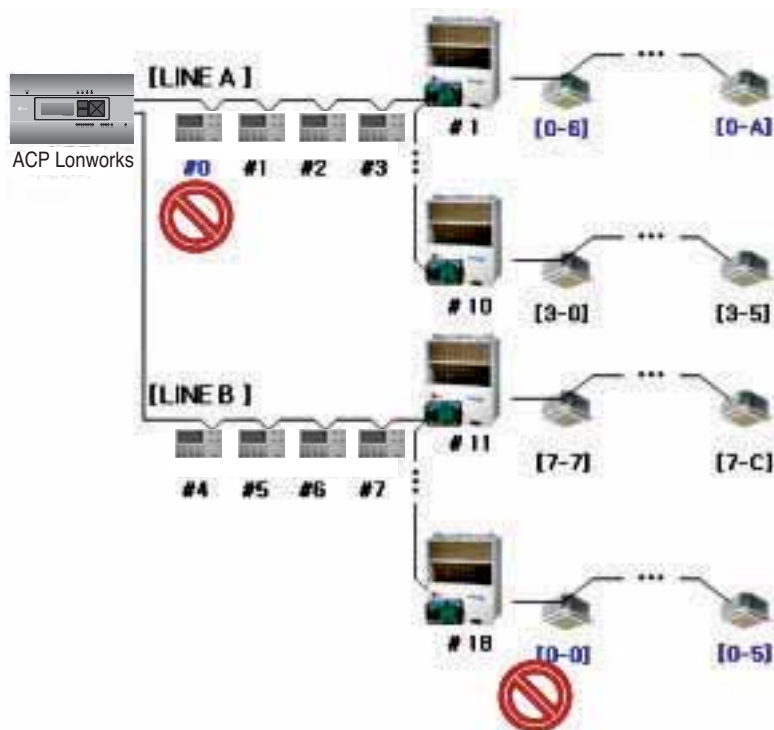 [LINE A]
ACP Lonworks
#0 #1 #2 #3
#1 [0-6] [0-A]
#10 [3-0] [3-5]
[LINE B]
#4 #5 #6 #7
#11 [7-7] [7-C]
#18 [0-0] [0-5]